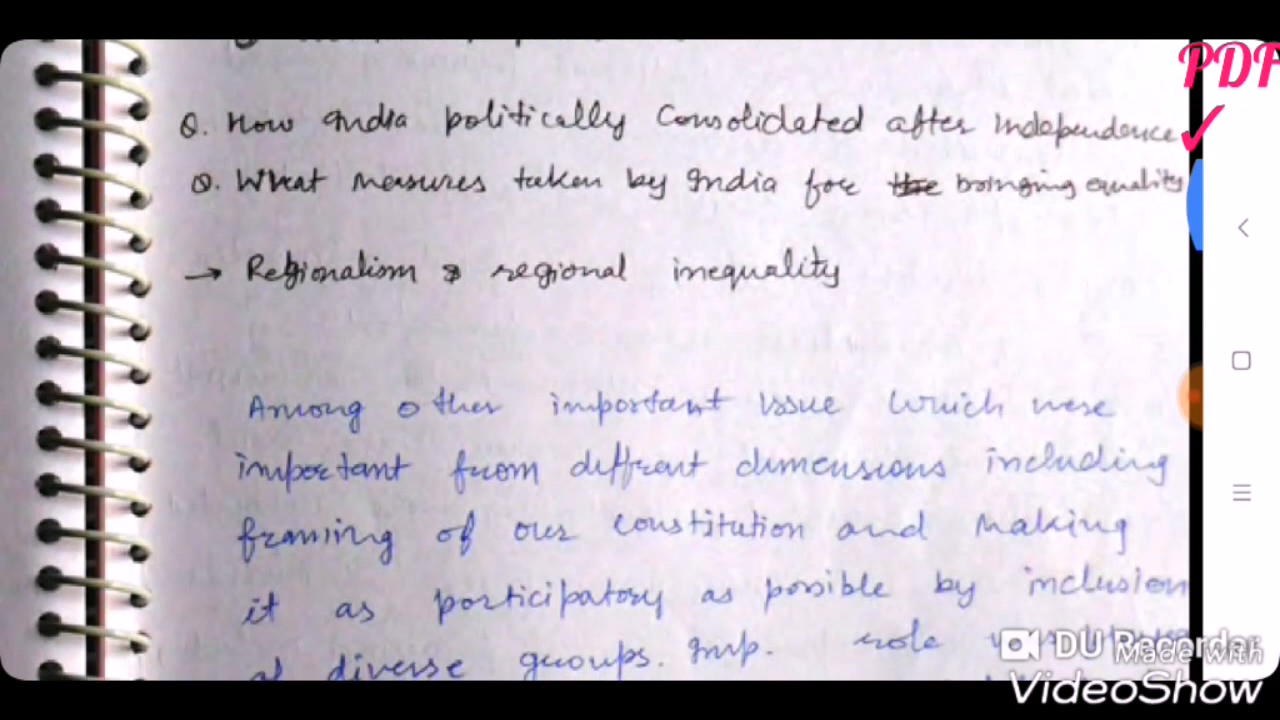 PDF
Q. How India politically Consolidated after Independence
Q. What measures taken by India for the bringing equality
→ Regionalism & regional inequality
Among other important issue which were
important from diffrent dimensions including
framing of our constitution and making
it as participatory as possible by inclusion
of diverse groups. Imp. role
DU Recorder
Made with
VideoShow